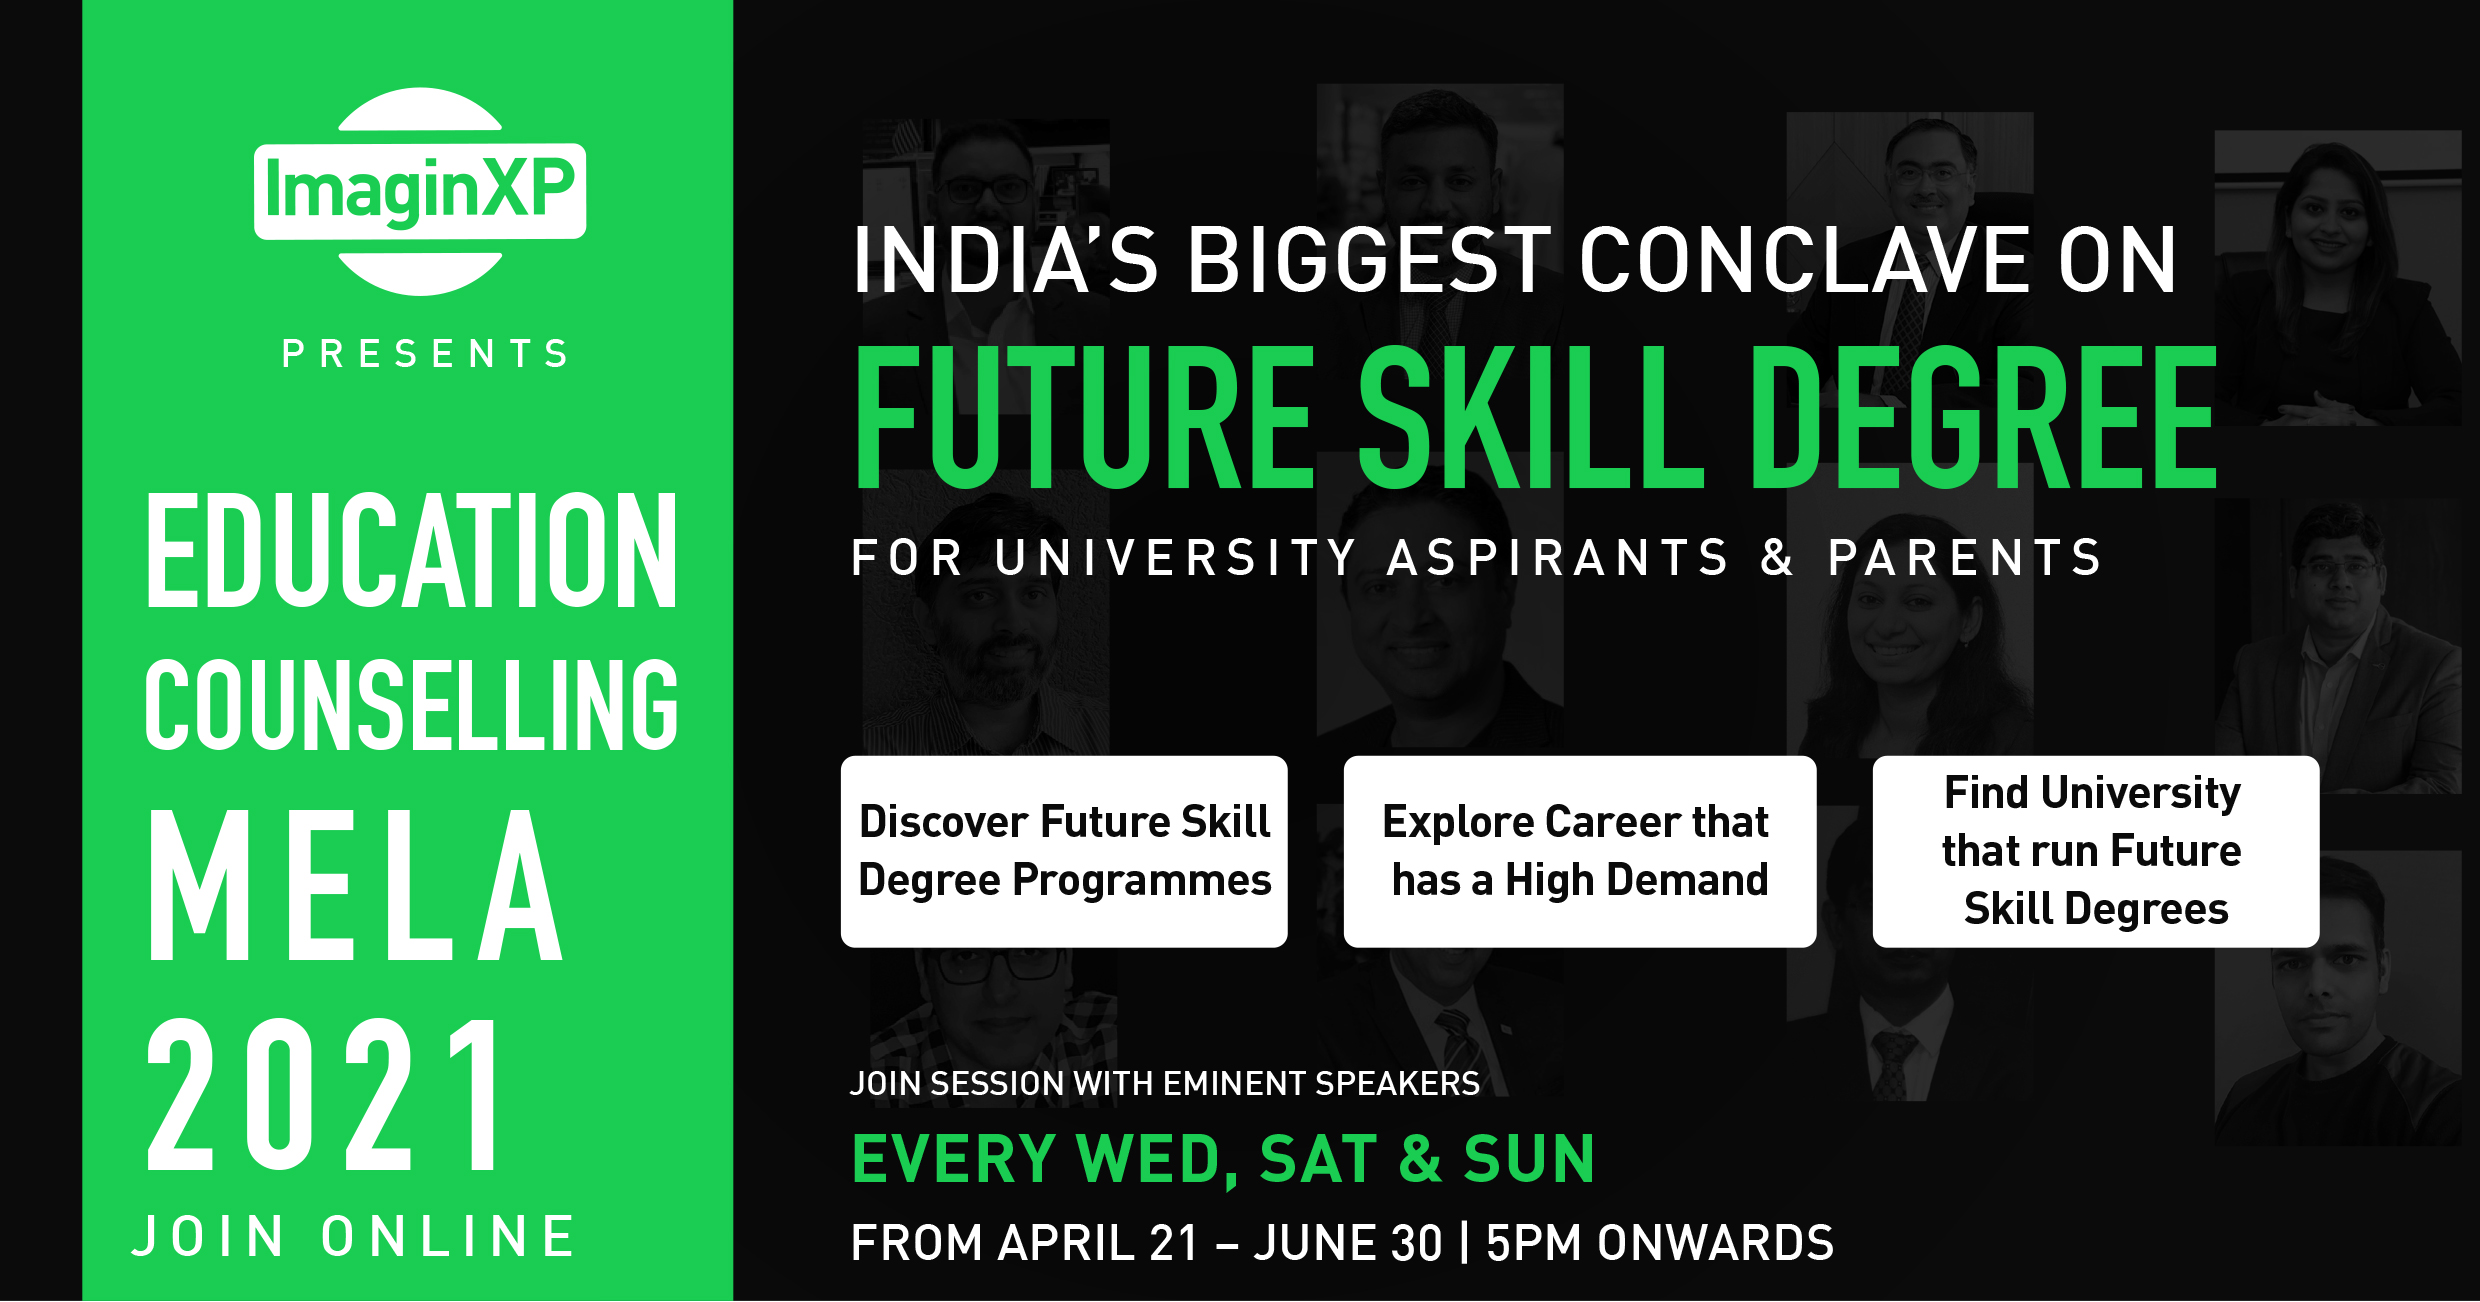 ImaginXP
PRESENTS
EDUCATION
COUNSELLING
MELA
2021
JOIN ONLINE
INDIA’S BIGGEST CONCLAVE ON
FUTURE SKILL DEGREE
FOR UNIVERSITY ASPIRANTS & PARENTS
Discover Future Skill
Degree Programmes
Explore Career that
has a High Demand
Find University
that run Future
Skill Degrees
JOIN SESSION WITH EMINENT SPEAKERS
EVERY WED, SAT & SUN
FROM APRIL 21 – JUNE 30 | 5PM ONWARDS